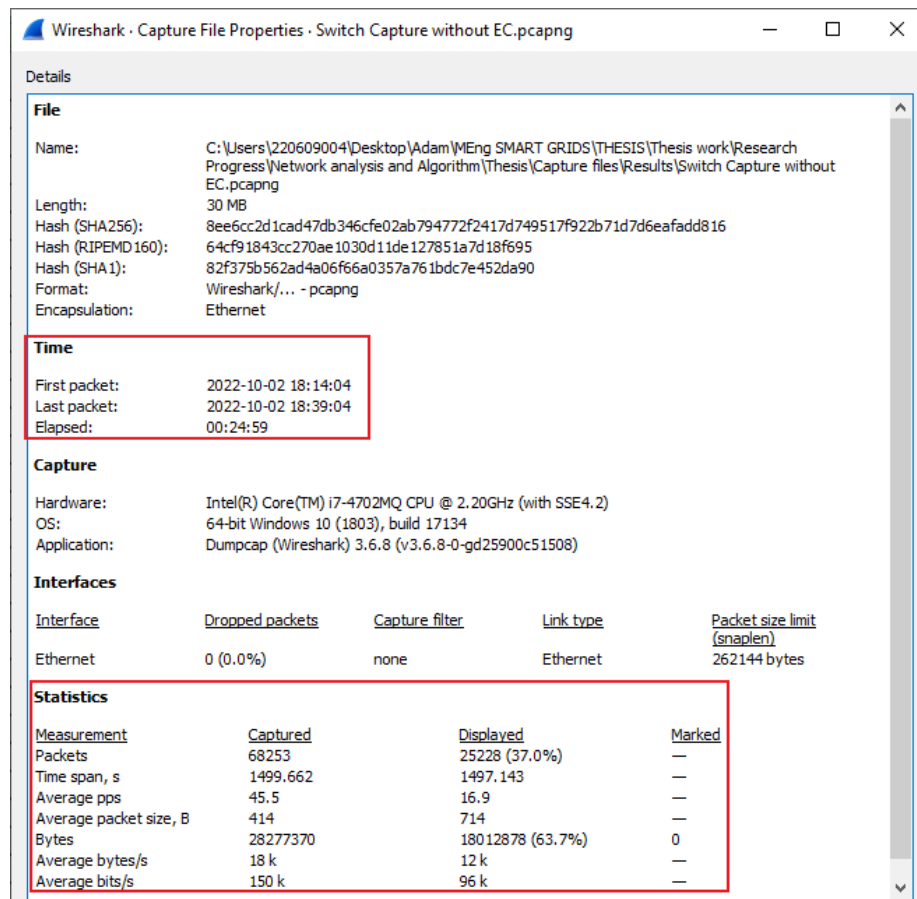 Wireshark · Capture File Properties · Switch Capture without EC.pcapng
Details
File
Name: C:\Users\220609004\Desktop\Adam\MEng SMART GRIDS\THESIS\Thesis work\Research
Progress\Network analysis and Algorithm\Thesis\Capture files\Results\Switch Capture without
EC.pcapng
Length: 30 MB
Hash (SHA256): 8ee6cc2d1cad47db346cfe02ab794772f2417d749517f922b71d7d6eafadd816
Hash (RIPEMD160): 64cf91843cc270ae1030d11de127851a7d18f695
Hash (SHA1): 82f375b562ad4a06f66a0357a761bdc7e452da90
Format: Wireshark/... - pcapng
Encapsulation: Ethernet
Time
First packet: 2022-10-02 18:14:04
Last packet: 2022-10-02 18:39:04
Elapsed: 00:24:59
Capture
Hardware: Intel(R) Core(TM) i7-4702MQ CPU @ 2.20GHz (with SSE4.2)
OS: 64-bit Windows 10 (1803), build 17134
Application: Dumpcap (Wireshark) 3.6.8 (v3.6.8-0-gd25900c51508)
Interfaces
Interface Dropped packets Capture filter Link type Packet size limit
(snaplen)
Ethernet 0 (0.0%) none Ethernet 262144 bytes
Statistics
Measurement Captured Displayed Marked
Packets 68253 25228 (37.0%) —
Time span, s 1499.662 1497.143 —
Average pps 45.5 16.9 —
Average packet size, B 414 714 —
Bytes 28277370 18012878 (63.7%) 0
Average bytes/s 18 k 12 k —
Average bits/s 150 k 96 k —